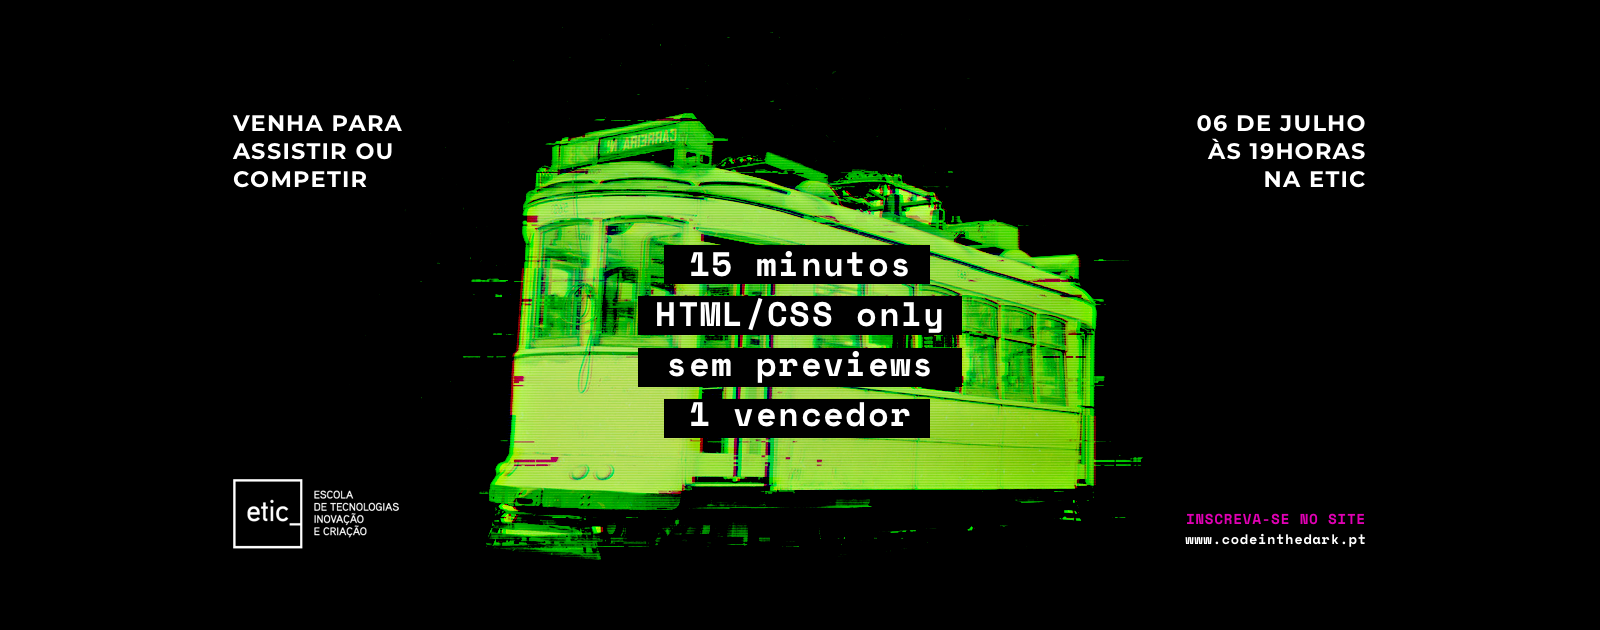 VENHA PARA
ASSISTIR OU
COMPETIR
06 DE JULHO
ÀS 19HORAS
NA ETIC
15 minutos
HTML/CSS only
sem previews
1 vencedor
etic_
ESCOLA
DE TECNOLOGIAS
INOVAÇÃO
E CRIAÇÃO
INSCREVA-SE NO SITE
www.codeinthedark.pt